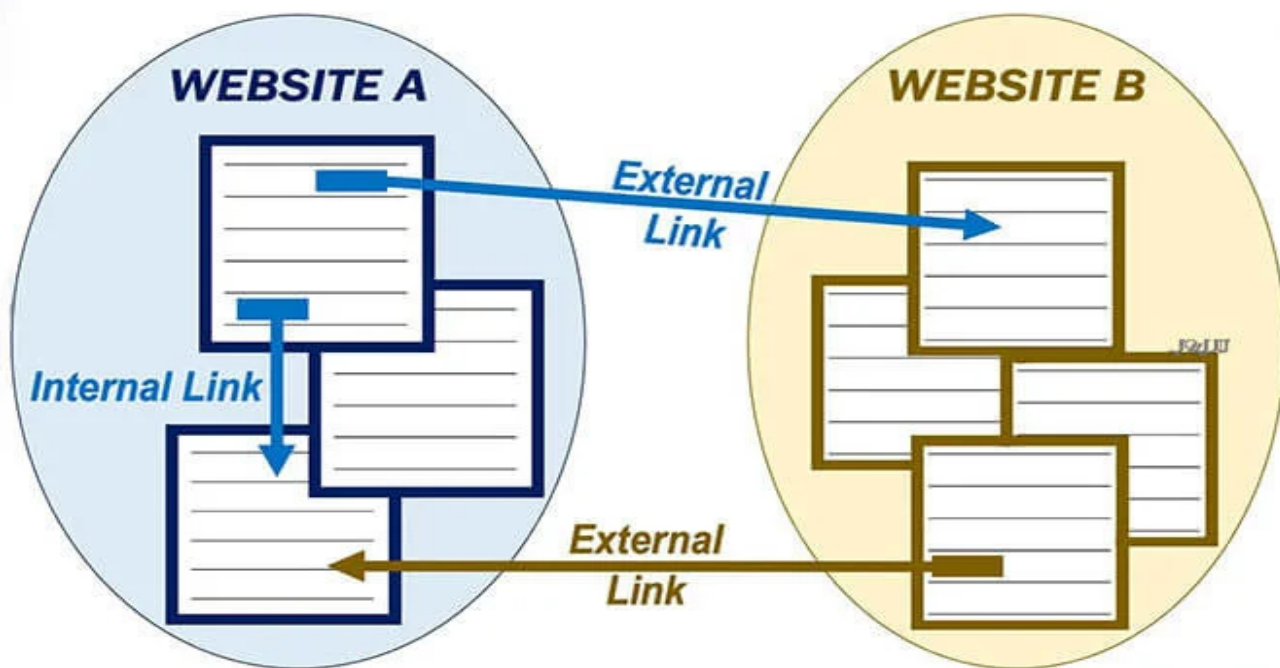 WEBSITE A
WEBSITE B
External
Link
Internal Link
External
Link